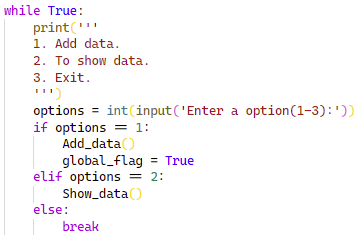 while True:
    print('''
    1. Add data.
    2. To show data.
    3. Exit.
    ''')
    options = int(input('Enter a option(1-3):'))
    if options == 1:
        Add_data()
        global_flag = True
    elif options == 2:
        Show_data()
    else:
        break